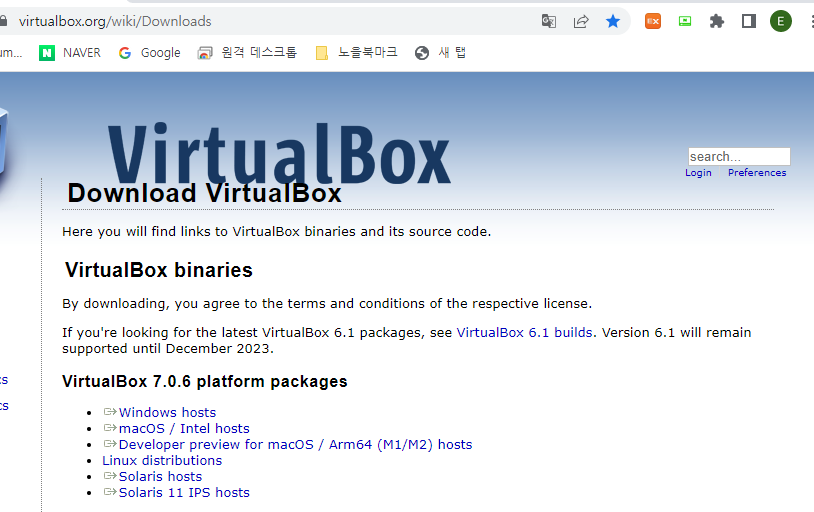 virtualbox.org/wiki/Downloads
EX
E
um...
N NAVER
Google
원격 데스크톱
노을북마크
새 탭
VirtualBox
search...
Login
Preferences
Download VirtualBox
Here you will find links to VirtualBox binaries and its source code.
VirtualBox binaries
By downloading, you agree to the terms and conditions of the respective license.
If you're looking for the latest VirtualBox 6.1 packages, see VirtualBox 6.1 builds. Version 6.1 will remain
supported until December 2023.
VirtualBox 7.0.6 platform packages
Windows hosts
macOS / Intel hosts
Developer preview for macOS / Arm64 (M1/M2) hosts
Linux distributions
Solaris hosts
Solaris 11 IPS hosts